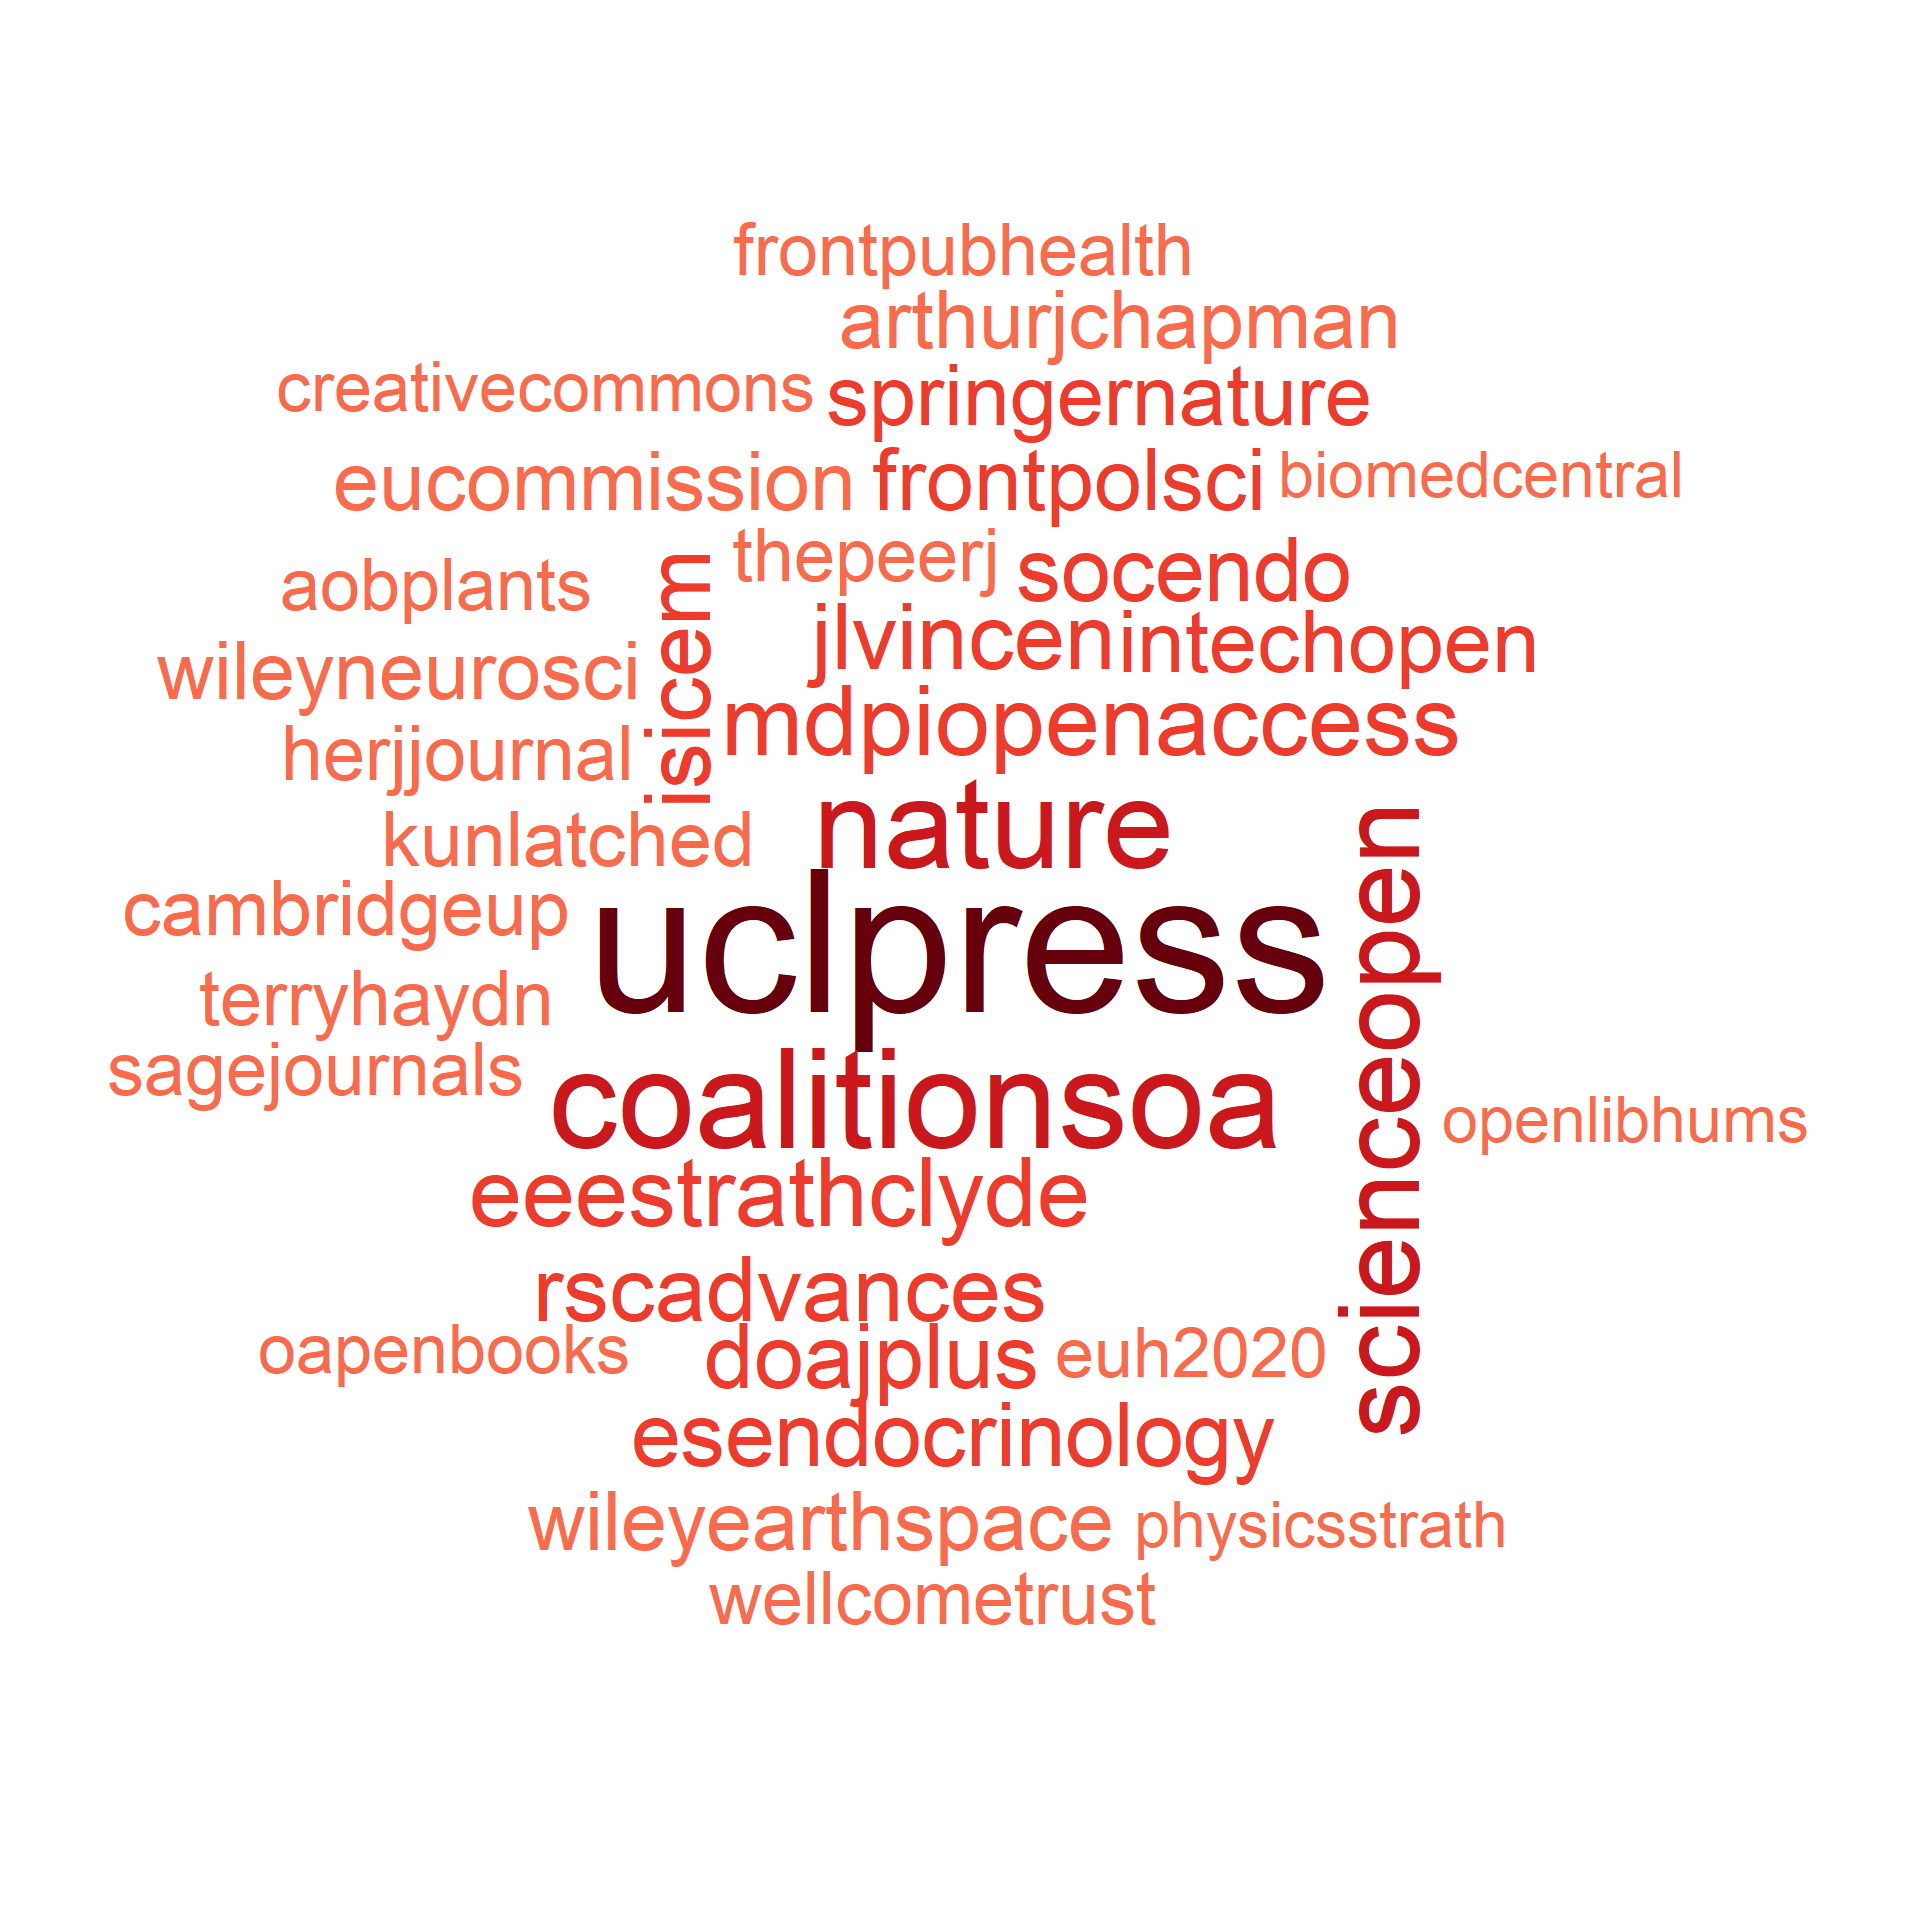 frontpubhealth
arthurjchapman
creativecommons
springernature
eucommission
frontpolsci
biomedcentral
thepeerj
socendo
aobplants
isicem
jlvincen
intechopen
wileyneurosci
mdpiopenaccess
herjjournal
kunlatched
nature
cambridgeup
uclpress
scienceopen
terryhaydn
sagejournals
coalitionsoa
openlibhums
eeestrathclyde
rscadvances
oapenbooks
doajplus
euh2020
esendocrinology
wileyearthspace
physicsstrath
wellcometrust